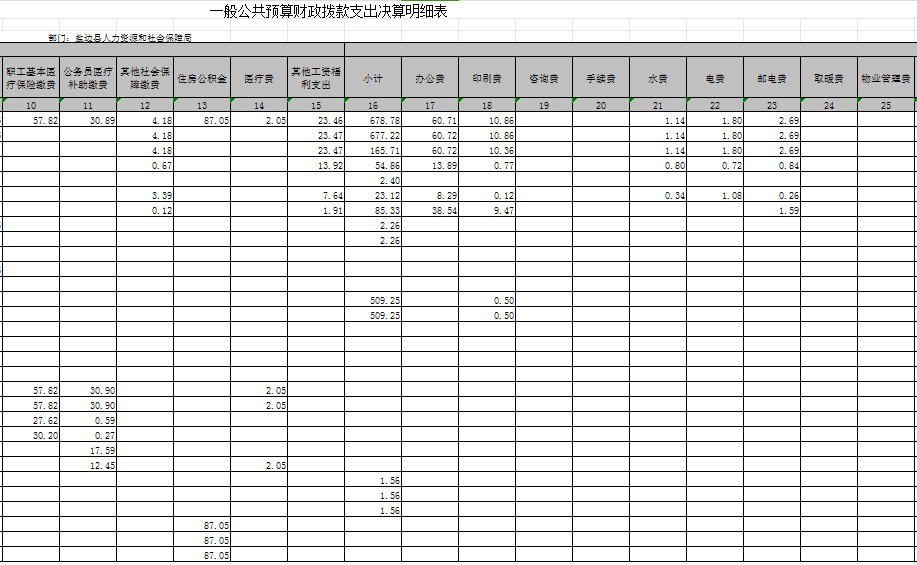 一般公共预算财政拨款支出决算明细表
部门：盐边县人力资源和社会保障局
职工基本医疗保险缴费 公务员医疗补助缴费 其他社会保障缴费 住房公积金 医疗费 其他工资福利支出 小计 办公费 印刷费 咨询费 手续费 水费 电费 邮电费 取暖费 物业管理费
10 11 12 13 14 15 16 17 18 19 20 21 22 23 24 25
57.82 30.89 4.18 87.05 2.05 23.46 678.78 60.71 10.86 1.14 1.80 2.69
4.18 23.47 677.22 60.72 10.86 1.14 1.80 2.69
4.18 23.47 165.71 60.72 10.36 1.14 1.80 2.69
0.67 13.92 54.86 13.89 0.77 0.80 0.72 0.84
2.40
3.39 7.64 23.12 8.29 0.12 0.34 1.08 0.26
0.12 1.91 85.33 38.54 9.47 1.59
2.26
2.26
509.25 0.50
509.25 0.50
57.82 30.90 2.05
57.82 30.90 2.05
27.62 0.59
30.20 0.27
17.59
12.45 2.05
1.56
1.56
1.56
87.05
87.05
87.05